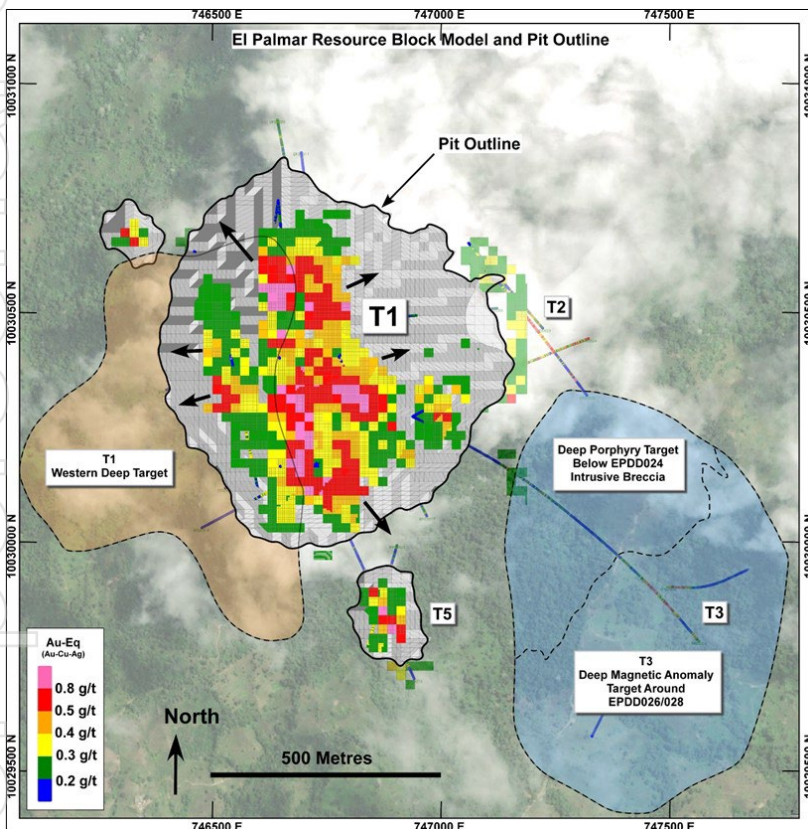 746500 E
747000 E
747500 E
El Palmar Resource Block Model and Pit Outline
10031000 N
10031000 N
Pit Outline
T1
10030500 N
T2
T1
Western Deep Target
Deep Porphyry Target
Below EPDD024
Intrusive Breccia
10030000 N
T5
T3
T3
Deep Magnetic Anomaly
Target Around
EPDD026/028
Au-Eq
(Au-Cu-Ag)
0.8 g/t
0.5 g/t
0.4 g/t
0.3 g/t
0.2 g/t
North
500 Metres
10029500 N
746500 E
747000 E
747500 E